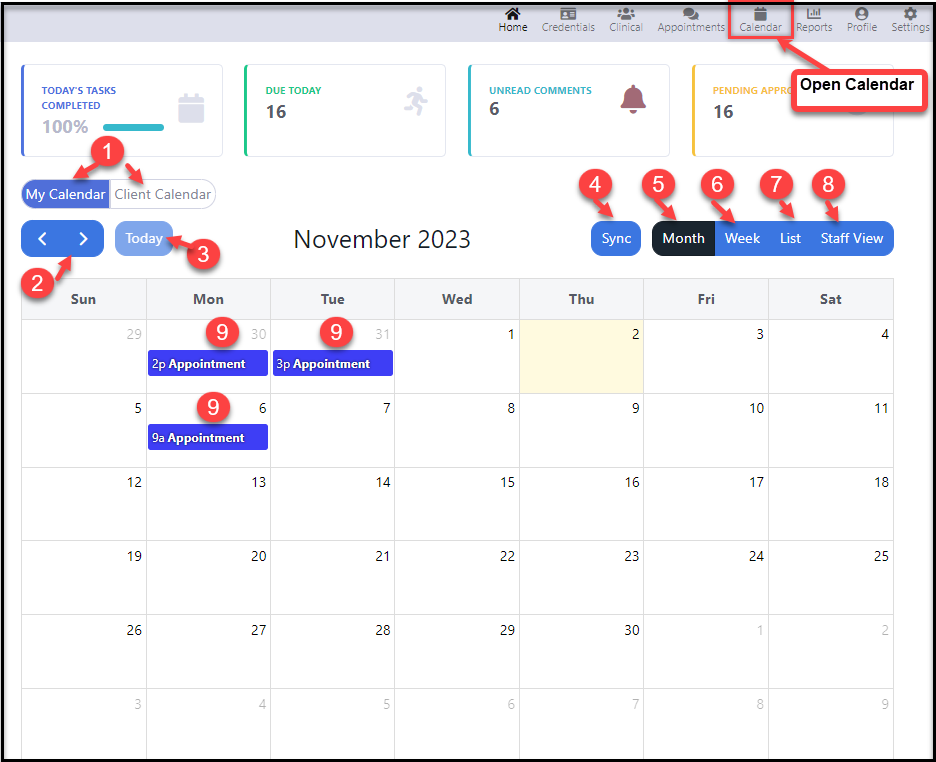 Home Credentials Clinical Appointments Calendar Reports Profile Settings
Open Calendar
TODAY'S TASKS
COMPLETED
100%
DUE TODAY
16
UNREAD COMMENTS
6
PENDING APPRO
16
1
My Calendar Client Calendar
4 5 6 7 8
Today
November 2023
Sync Month Week List Staff View
3
2
Sun Mon Tue Wed Thu Fri Sat
29 9 30 9 31 1 2 3 4
2p Appointment 3p Appointment
5 9 6 7 8 9 10 11
9a Appointment
12 13 14 15 16 17 18
19 20 21 22 23 24 25
26 27 28 29 30 1 2
3 4 5 6 7 8 9